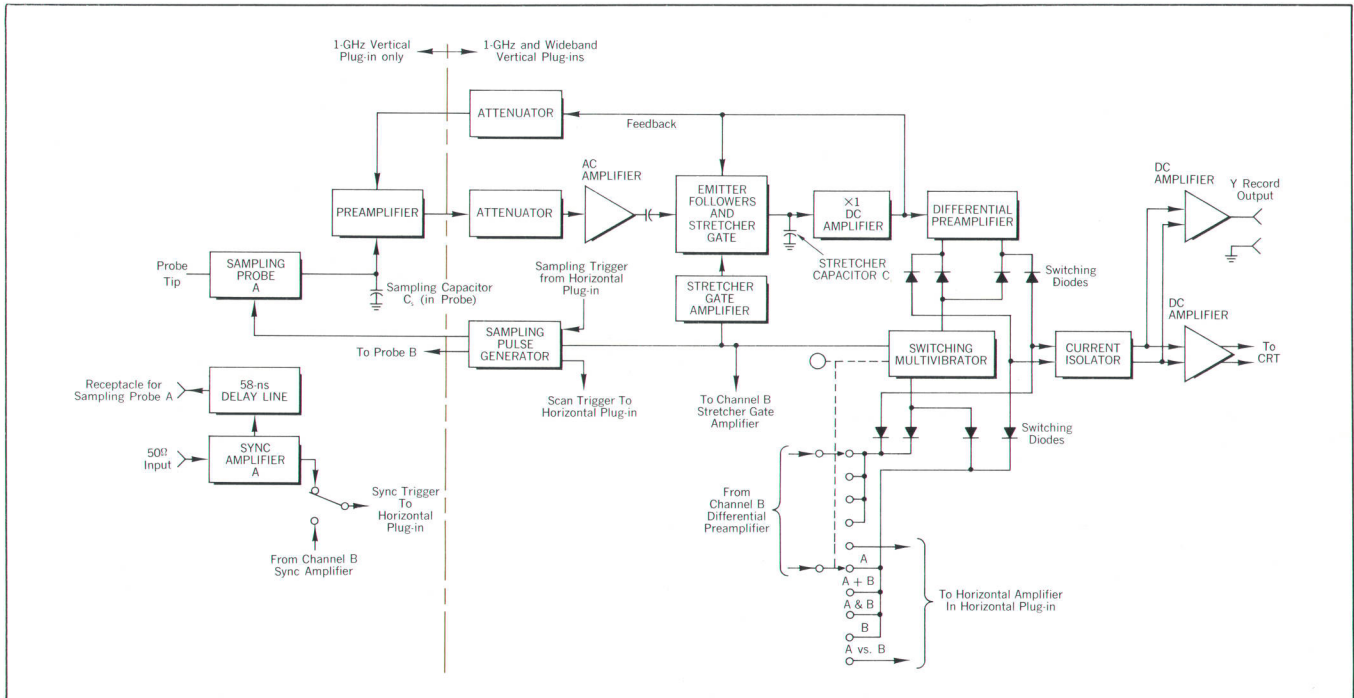 1-GHz Vertical
Plug-in only
1-GHz and Wideband
Vertical Plug-ins
ATTENUATOR
Feedback
AC
AMPLIFIER
DC
AMPLIFIER
Y Record
Output
PREAMPLIFIER
ATTENUATOR
EMITTER
FOLLOWERS
AND
STRETCHER
GATE
×1
DC
AMPLIFIER
DIFFERENTIAL
PREAMPLIFIER
Probe
Tip
SAMPLING
PROBE
A
Sampling Capacitor
Cs (in Probe)
Sampling Trigger
from Horizontal
Plug-in
STRETCHER
CAPACITOR C
Switching
Diodes
STRETCHER
GATE
AMPLIFIER
DC
AMPLIFIER
To Probe B
SAMPLING
PULSE
GENERATOR
SWITCHING
MULTIVIBRATOR
CURRENT
ISOLATOR
To
CRT
Receptacle for
Sampling Probe A
58-ns
DELAY LINE
Scan Trigger To
Horizontal Plug-in
To Channel B
Stretcher Gate
Amplifier
Switching
Diodes
50Ω
Input
SYNC
AMPLIFIER
A
Sync Trigger
To
Horizontal
Plug-in
From Channel B
Sync Amplifier
From
Channel B
Differential
Preamplifier
A
A + B
A & B
B
A vs. B
To Horizontal Amplifier
In Horizontal Plug-in